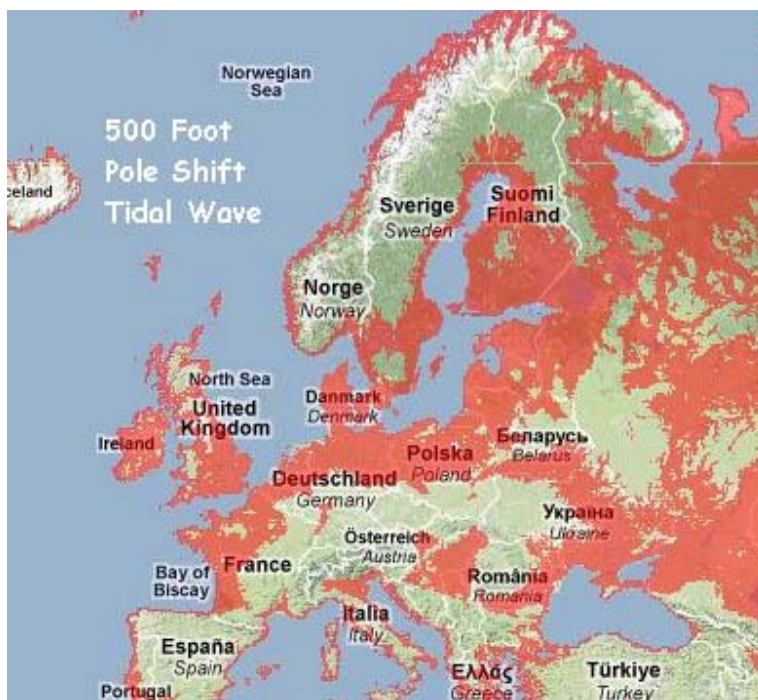 Norwegian
Sea
500 Foot
Pole Shift
Tidal Wave
celand
Sverige
Sweden
Suomi
Finland
Norge
Norway
North Sea
United
Kingdom
Ireland
Danmark
Denmark
Polska
Poland
Беларусь
Belarus
Deutschland
Germany
Україна
Ukraine
Österreich
Austria
France
Bay of
Biscay
România
Romania
Italia
Italy
España
Spain
Ελλάς
Greece
Türkiye
Turkey
Portugal